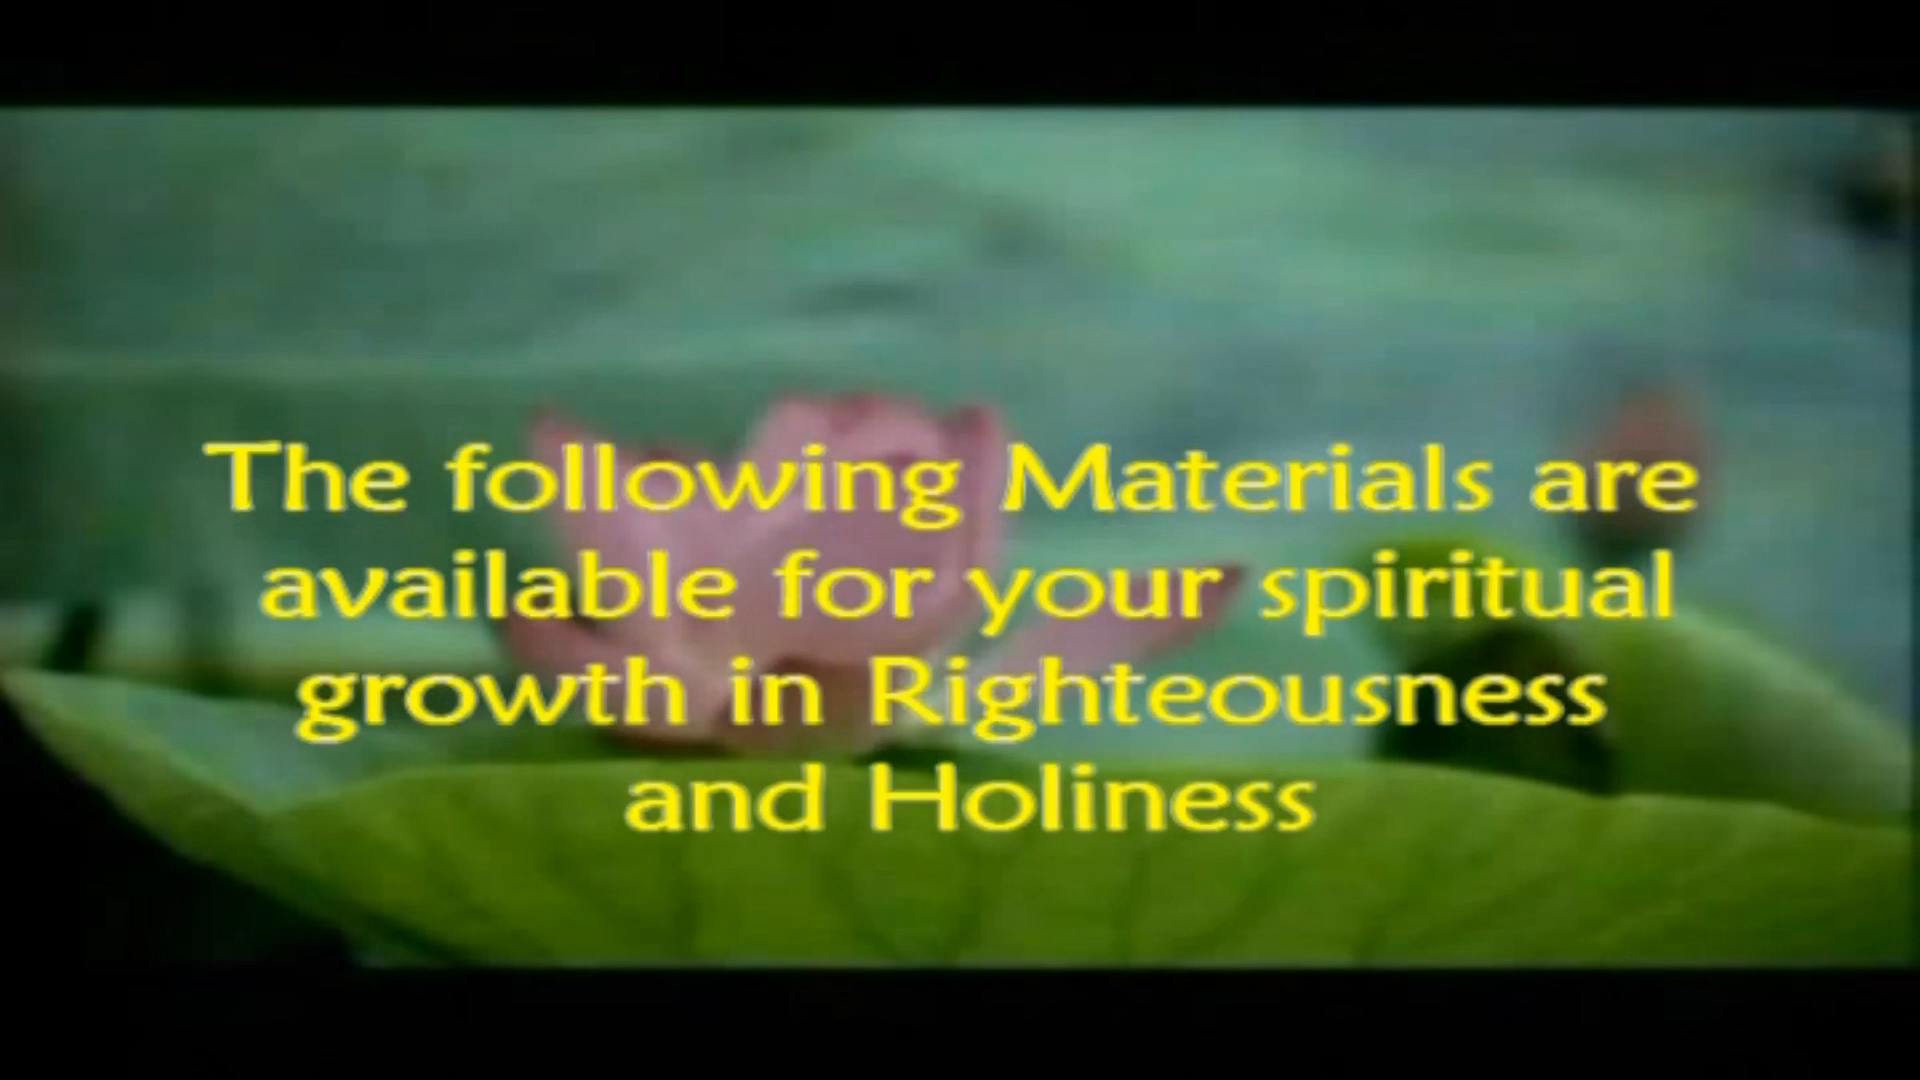 The following Materials are
available for your spiritual
growth in Righteousness
and Holiness